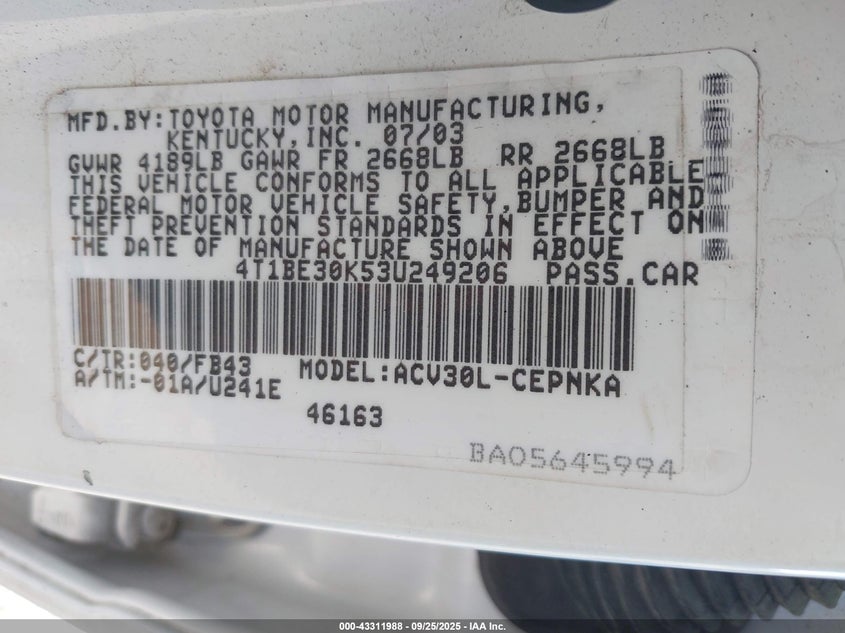 MFD.BY:TOYOTA MOTOR MANUFACTURING,
KENTUCKY,INC. 07/03
GVWR 4189LB GAWR FR 2668LB RR 2668LB
THIS VEHICLE CONFORMS TO ALL APPLICABLE
FEDERAL MOTOR VEHICLE SAFETY,BUMPER AND
THEFT PREVENTION STANDARDS IN EFFECT ON
THE DATE OF MANUFACTURE SHOWN ABOVE
4T1BE30K53U249206 PASS.CAR
C/TR:040/FB43 MODEL:ACV30L-CEPNKA
A/TM:-01A/U241E
46163
BA05645994
000-43311988 - 09/25/2025 - IAA Inc.